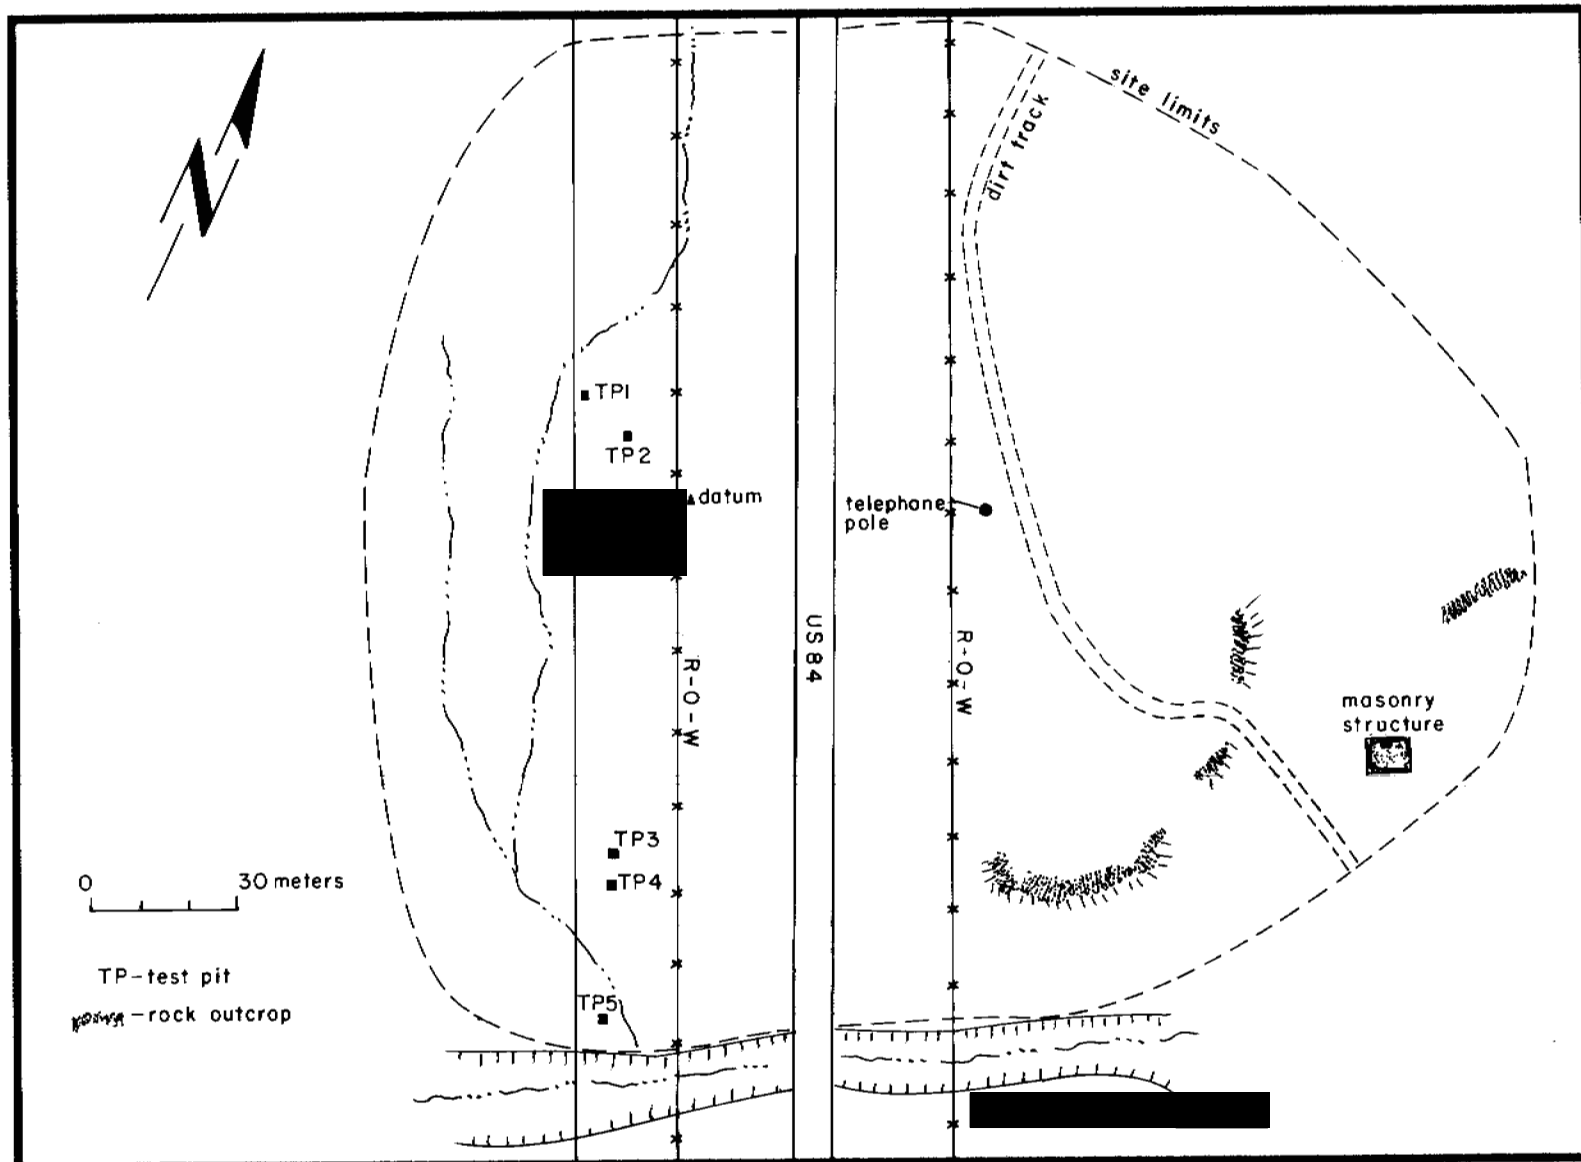 site limits
dirt track
N
TP1
TP2
datum
telephone
pole
US 84
R-O-W
R-O-W
masonry
structure
TP3
TP4
0 30 meters
TP-test pit
TP5
-rock outcrop